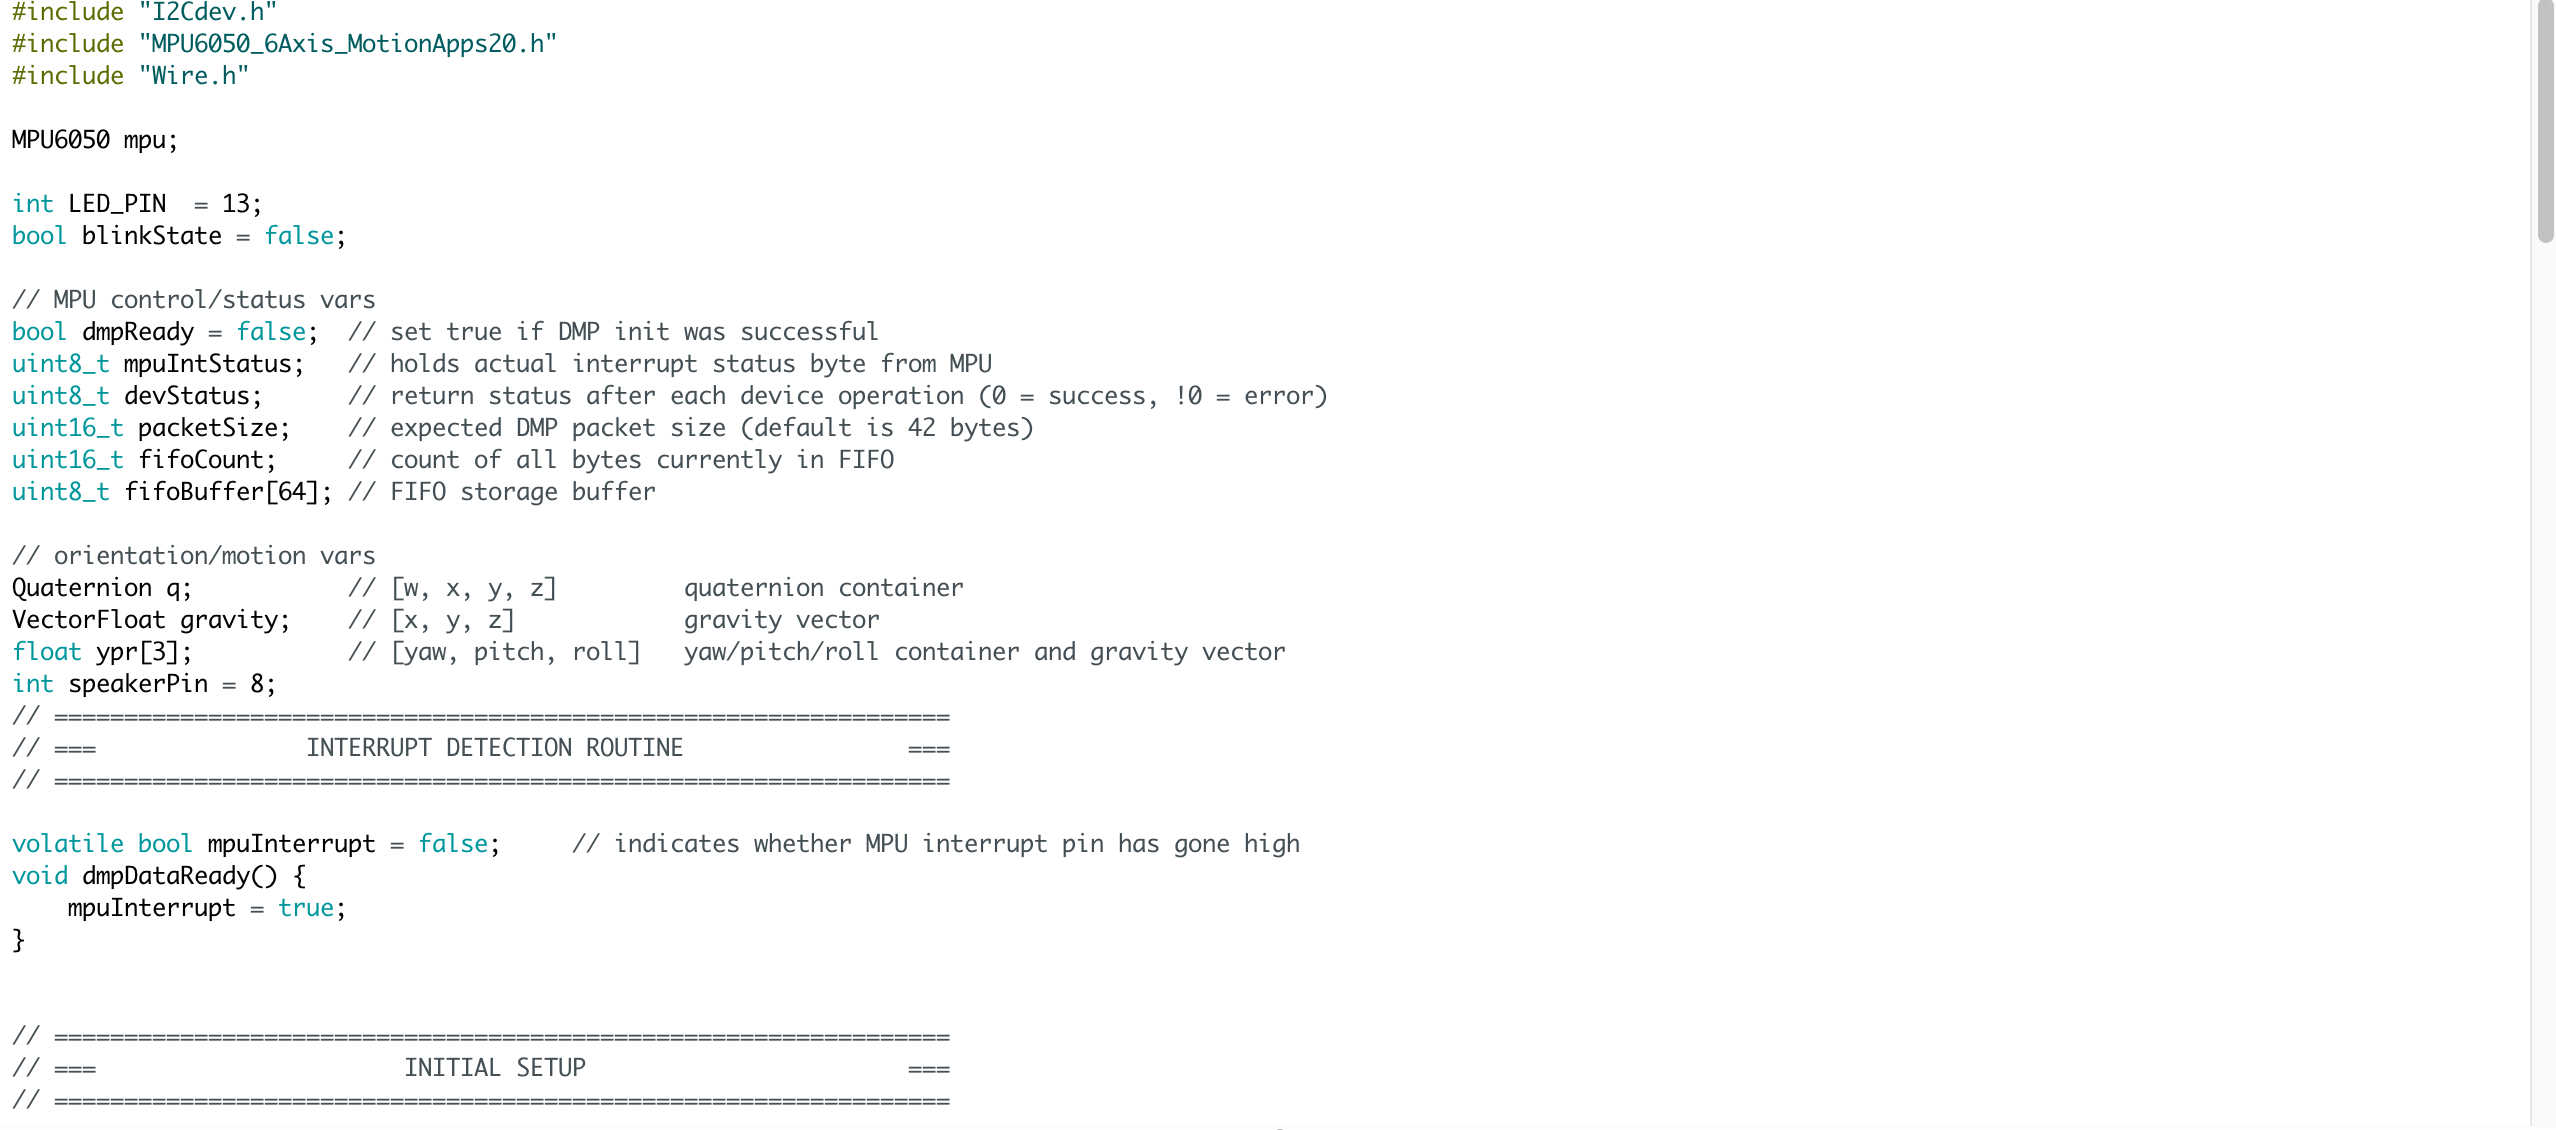 #include "I2Cdev.h"
#include "MPU6050_6Axis_MotionApps20.h"
#include "Wire.h"

MPU6050 mpu;

int LED_PIN  = 13;
bool blinkState = false;

// MPU control/status vars
bool dmpReady = false;  // set true if DMP init was successful
uint8_t mpuIntStatus;   // holds actual interrupt status byte from MPU
uint8_t devStatus;      // return status after each device operation (0 = success, !0 = error)
uint16_t packetSize;    // expected DMP packet size (default is 42 bytes)
uint16_t fifoCount;     // count of all bytes currently in FIFO
uint8_t fifoBuffer[64]; // FIFO storage buffer

// orientation/motion vars
Quaternion q;           // [w, x, y, z]         quaternion container
VectorFloat gravity;    // [x, y, z]            gravity vector
float ypr[3];           // [yaw, pitch, roll]   yaw/pitch/roll container and gravity vector
int speakerPin = 8;
// ================================================================
// ===               INTERRUPT DETECTION ROUTINE                ===
// ================================================================

volatile bool mpuInterrupt = false;     // indicates whether MPU interrupt pin has gone high
void dmpDataReady() {
    mpuInterrupt = true;
}


// ================================================================
// ===                      INITIAL SETUP                       ===
// ================================================================